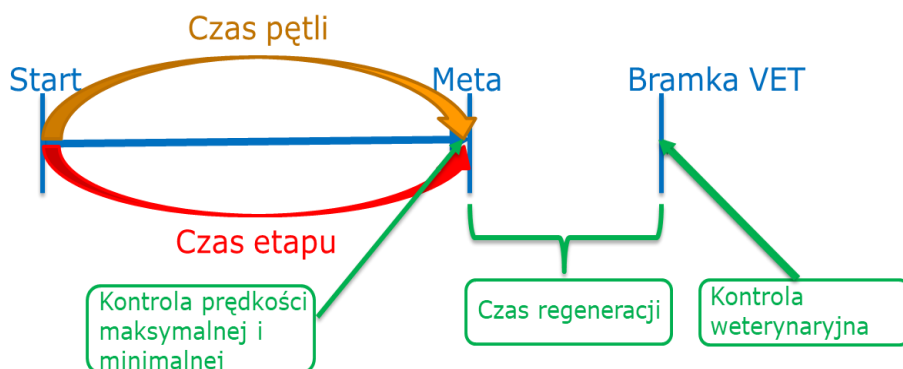 Czas pętli
Start
Meta
Bramka VET
Czas etapu
Kontrola prędkości
maksymalnej i
minimalnej
Czas regeneracji
Kontrola
weterynaryjna